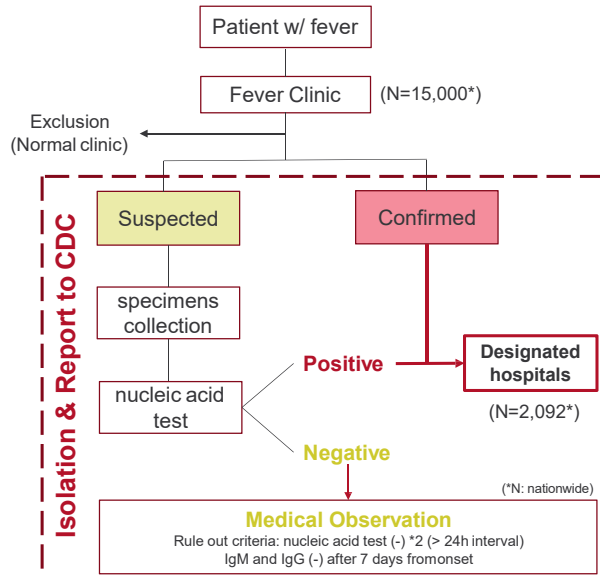 Patient w/ fever
Fever Clinic
(N=15,000*)
Exclusion
(Normal clinic)
Isolation & Report to CDC
Suspected
Confirmed
specimens
collection
nucleic acid
test
Positive
Designated
hospitals
(N=2,092*)
Negative
(*N: nationwide)
Medical Observation
Rule out criteria: nucleic acid test (-) *2 (> 24h interval)
IgM and IgG (-) after 7 days fromonset